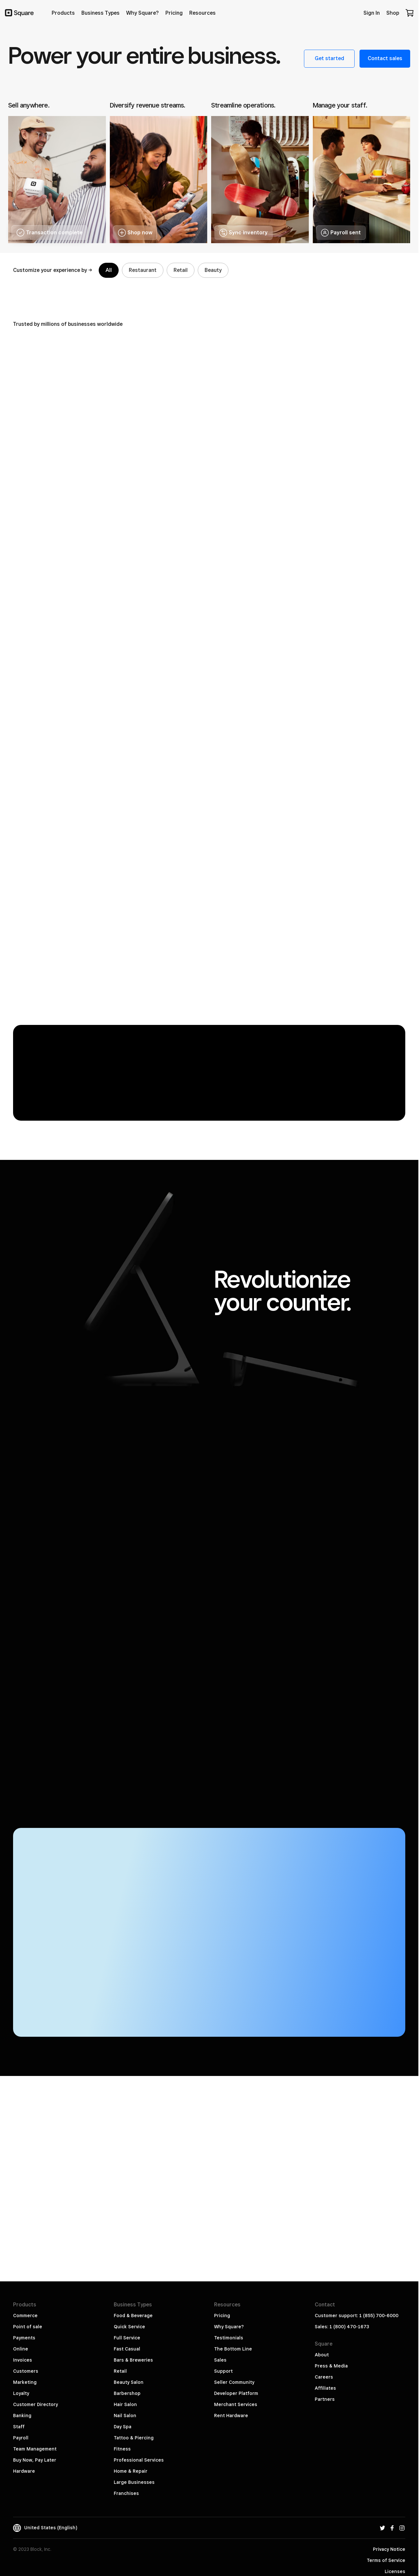 Square
Products Business Types Why Square? Pricing Resources
Sign In Shop
Power your entire business.
Get started
Contact sales
Sell anywhere.
Diversify revenue streams.
Streamline operations.
Manage your staff.
Transaction complete
Shop now
Sync inventory
Payroll sent
Customize your experience by →
All
Restaurant
Retail
Beauty
Trusted by millions of businesses worldwide
Revolutionize
your counter.
Products
Commerce
Point of sale
Payments
Online
Invoices
Customers
Marketing
Loyalty
Customer Directory
Banking
Staff
Payroll
Team Management
Buy Now, Pay Later
Hardware
Business Types
Food & Beverage
Quick Service
Full Service
Fast Casual
Bars & Breweries
Retail
Beauty Salon
Barbershop
Hair Salon
Nail Salon
Day Spa
Tattoo & Piercing
Fitness
Professional Services
Home & Repair
Large Businesses
Franchises
Resources
Pricing
Why Square?
Testimonials
The Bottom Line
Sales
Support
Seller Community
Developer Platform
Merchant Services
Rent Hardware
Contact
Customer support: 1 (855) 700-6000
Sales: 1 (800) 470-1673
Square
About
Press & Media
Careers
Affiliates
Partners
United States (English)
© 2023 Block, Inc.
Privacy Notice
Terms of Service
Licenses